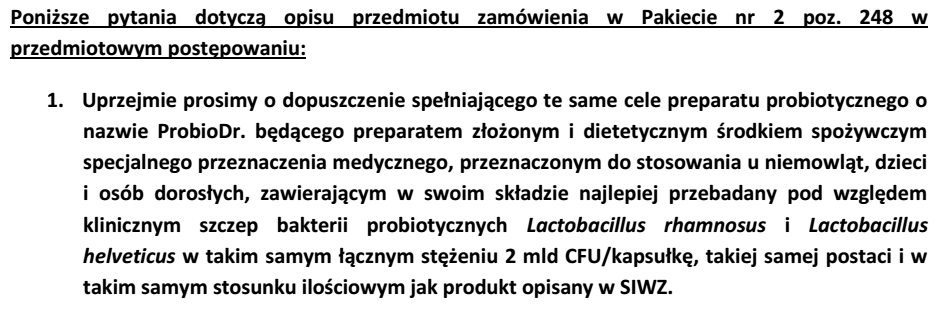 Poniższe pytania dotyczą opisu przedmiotu zamówienia w Pakiecie nr 2 poz. 248 w
przedmiotowym postępowaniu:
1. Uprzejmie prosimy o dopuszczenie spełniającego te same cele preparatu probiotycznego o
nazwie ProbioDr. będącego preparatem złożonym i dietetycznym środkiem spożywczym
specjalnego przeznaczenia medycznego, przeznaczonym do stosowania u niemowląt, dzieci
i osób dorosłych, zawierającym w swoim składzie najlepiej przebadany pod względem
klinicznym szczep bakterii probiotycznych Lactobacillus rhamnosus i Lactobacillus
helveticus w takim samym łącznym stężeniu 2 mld CFU/kapsułkę, takiej samej postaci i w
takim samym stosunku ilościowym jak produkt opisany w SIWZ.